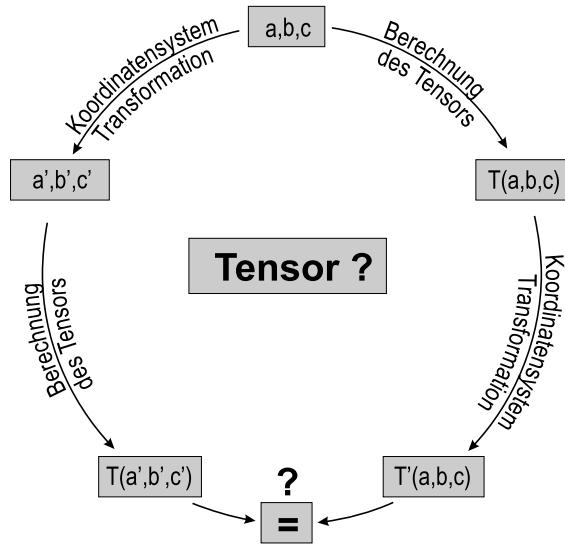 a,b,c
Koordinatensystem
Transformation
Berechnung
des Tensors
a’,b’,c’
T(a,b,c)
Tensor ?
Berechnung
des Tensors
Koordinatensystem
Transformation
T(a’,b’,c’)
T’(a,b,c)
?
=